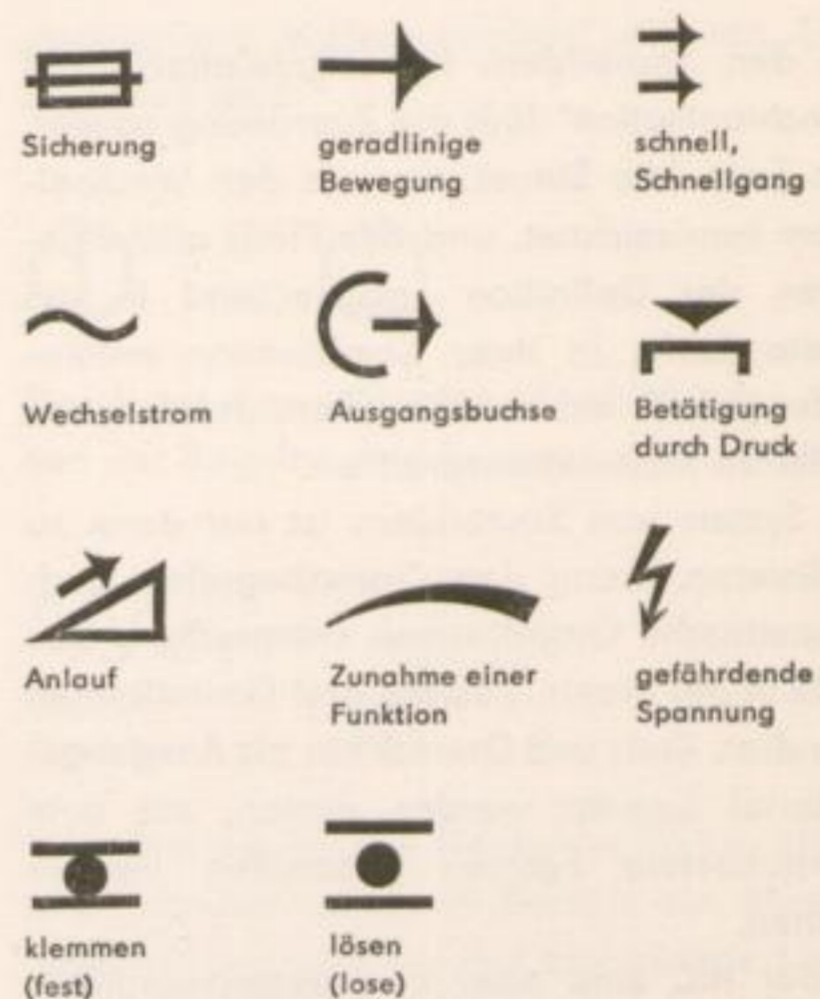 Sicherung
geradlinige
Bewegung
schnell,
Schnellgang
Wechselstrom
Ausgangsbuchse
Betätigung
durch Druck
Anlauf
Zunahme einer
Funktion
gefährdende
Spannung
klemmen
(fest)
lösen
(lose)